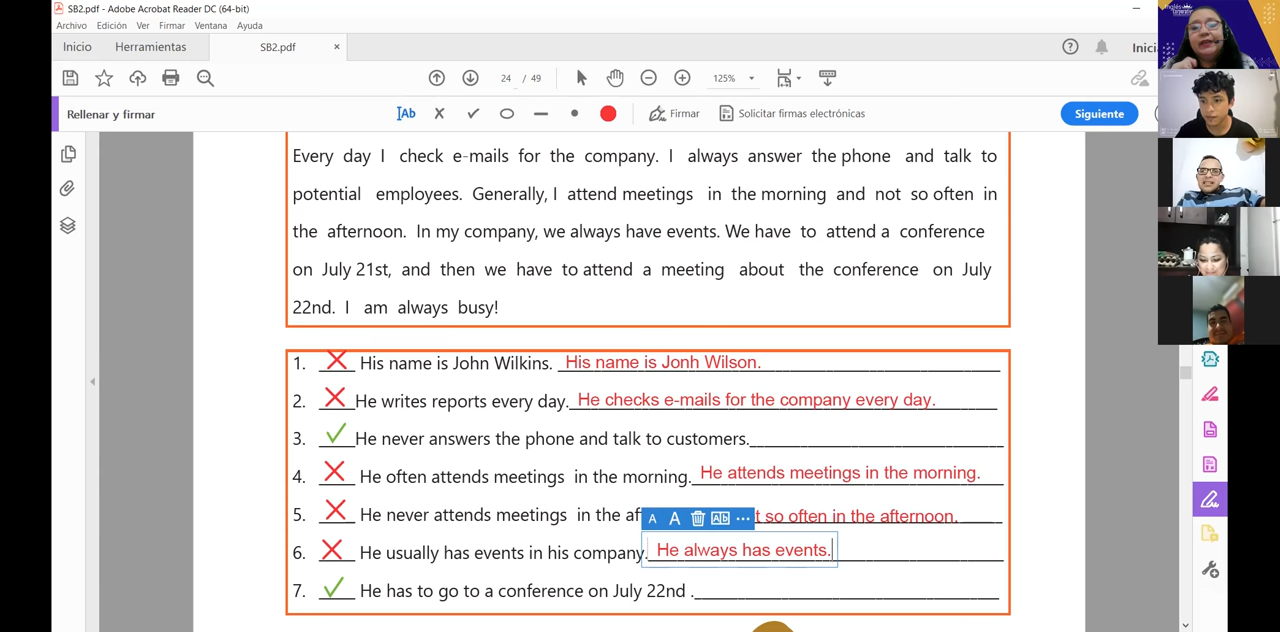 SB2.pdf - Adobe Acrobat Reader DC (64-bit)
Archivo Edición Ver Firmar Ventana Ayuda
Inicio Herramientas SB2.pdf × Inicia
24 / 49 125%
Rellenar y firmar Ab Firmar Solicitar firmas electrónicas Siguiente
Every day I check e-mails for the company. I always answer the phone and talk to
potential employees. Generally, I attend meetings in the morning and not so often in
the afternoon. In my company, we always have events. We have to attend a conference
on July 21st, and then we have to attend a meeting about the conference on July
22nd. I am always busy!
1. His name is John Wilkins. His name is Jonh Wilson.
2. He writes reports every day. He checks e-mails for the company every day.
3. He never answers the phone and talk to customers.
4. He often attends meetings in the morning. He attends meetings in the morning.
5. He never attends meetings in the af t so often in the afternoon.
A A Ab ...
6. He usually has events in his company. He always has events.
7. He has to go to a conference on July 22nd .